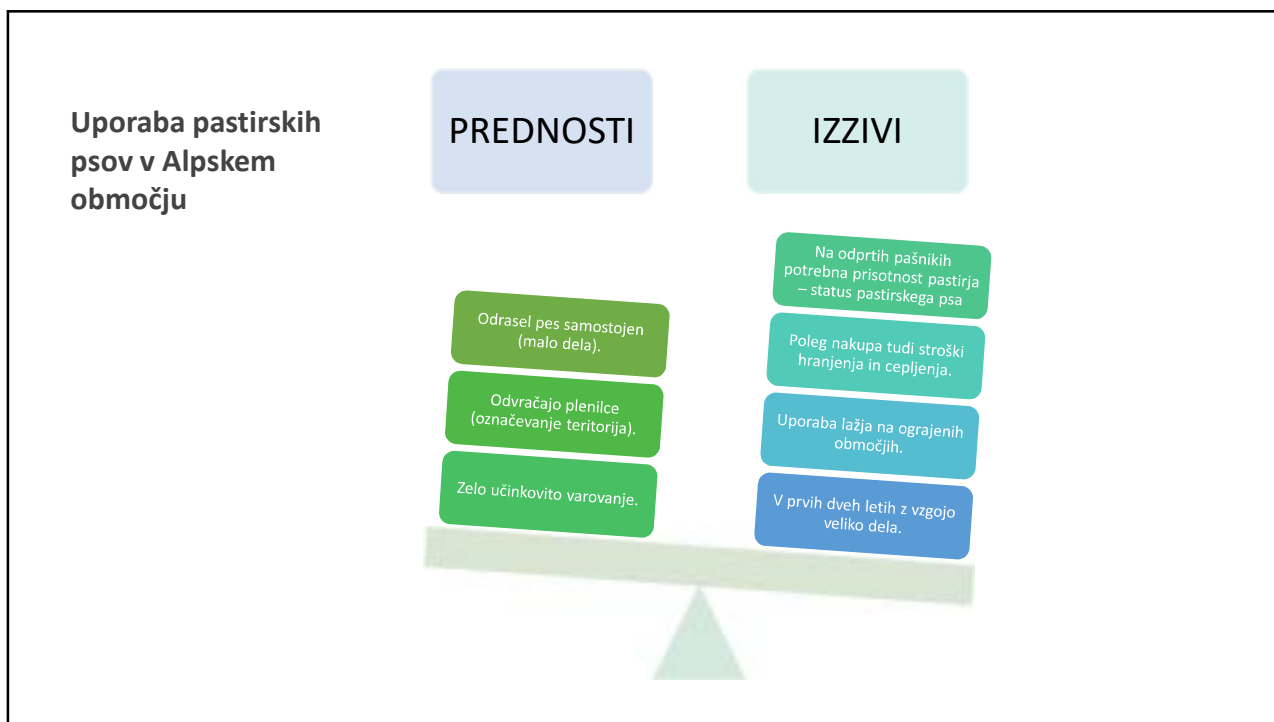 Uporaba pastirskih
psov v Alpskem
območju
PREDNOSTI
IZZIVI
Odrasel pes samostojen
(malo dela).
Odvračajo plenilce
(označevanje teritorija).
Zelo učinkovito varovanje.
Na odprtih pašnikih
potrebna prisotnost pastirja
– status pastirskega psa
Poleg nakupa tudi stroški
hranjenja in cepljenja.
Uporaba lažja na ograjenih
območjih.
V prvih dveh letih z vzgojo
veliko dela.